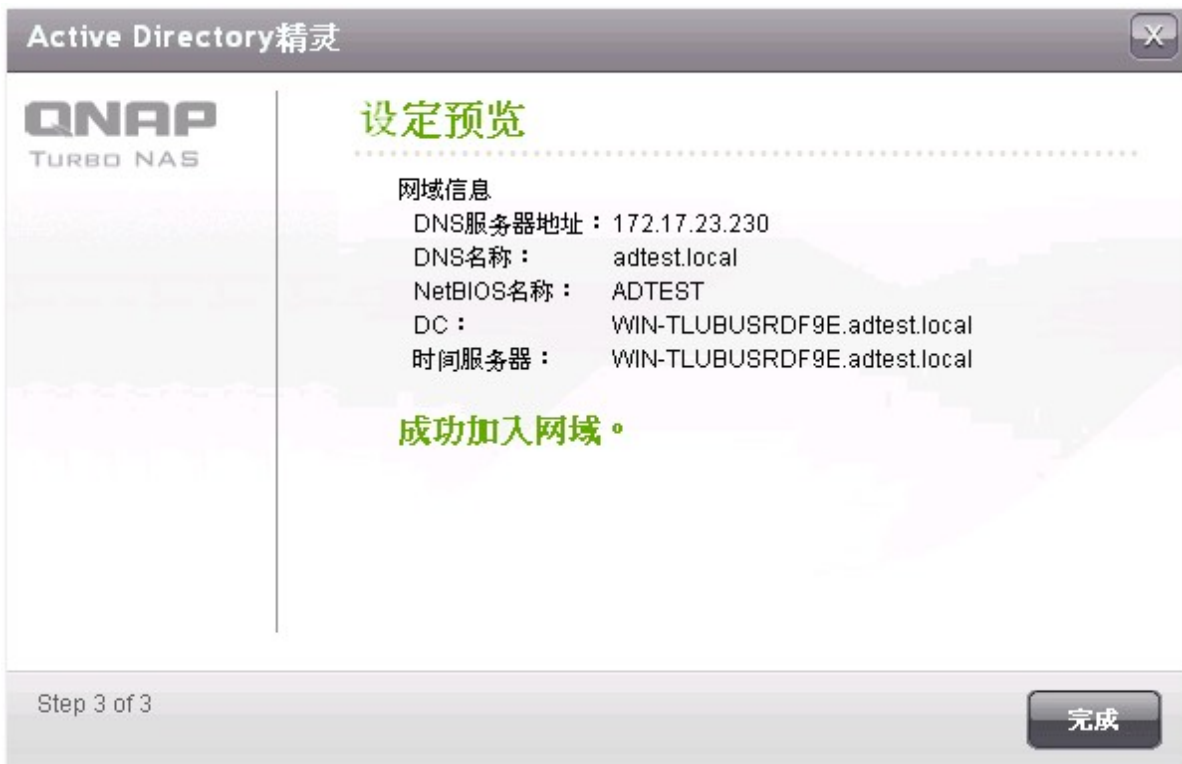 Active Directory精灵
X
QNAP
TURBO NAS
设定预览
网域信息
DNS服务器地址：172.17.23.230
DNS名称： adtest.local
NetBIOS名称： ADTEST
DC： WIN-TLUBUSRDF9E.adtest.local
时间服务器： WIN-TLUBUSRDF9E.adtest.local
成功加入网域。
Step 3 of 3
完成